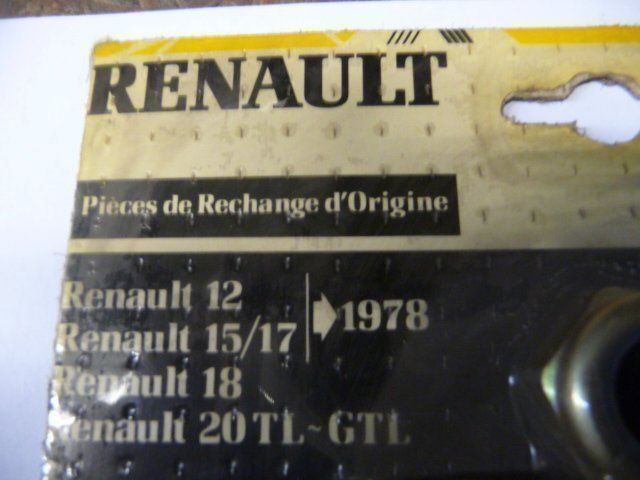 RENAULT
Pièces de Rechange d'Origine
Renault 12
Renault 15/17
1978
Renault 18
Renault 20 TL~GTL